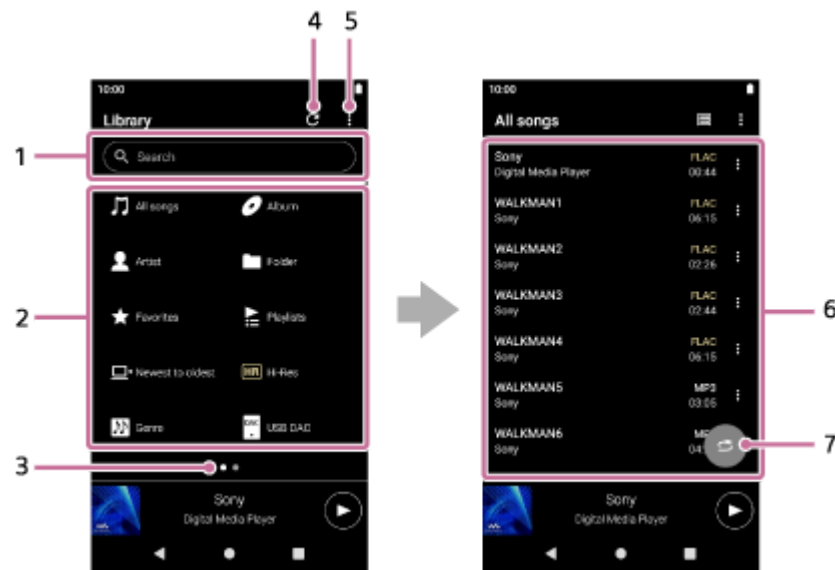 4 5
10:00
Library
1
Search
2
All songs
Album
Artist
Folder
Favorites
Playlists
Newest to oldest
HR Hi-Res
Genre
DAC USB DAC
3
Sony
Digital Media Player
10:00
All songs
Sony FLAC
Digital Media Player 00:44
WALKMAN1 FLAC
Sony 06:15
WALKMAN2 FLAC
Sony 02:26
WALKMAN3 FLAC
Sony 02:44
WALKMAN4 FLAC
Sony 06:15
WALKMAN5 MP3
Sony 03:05
WALKMAN6
Sony
6
7
Sony
Digital Media Player